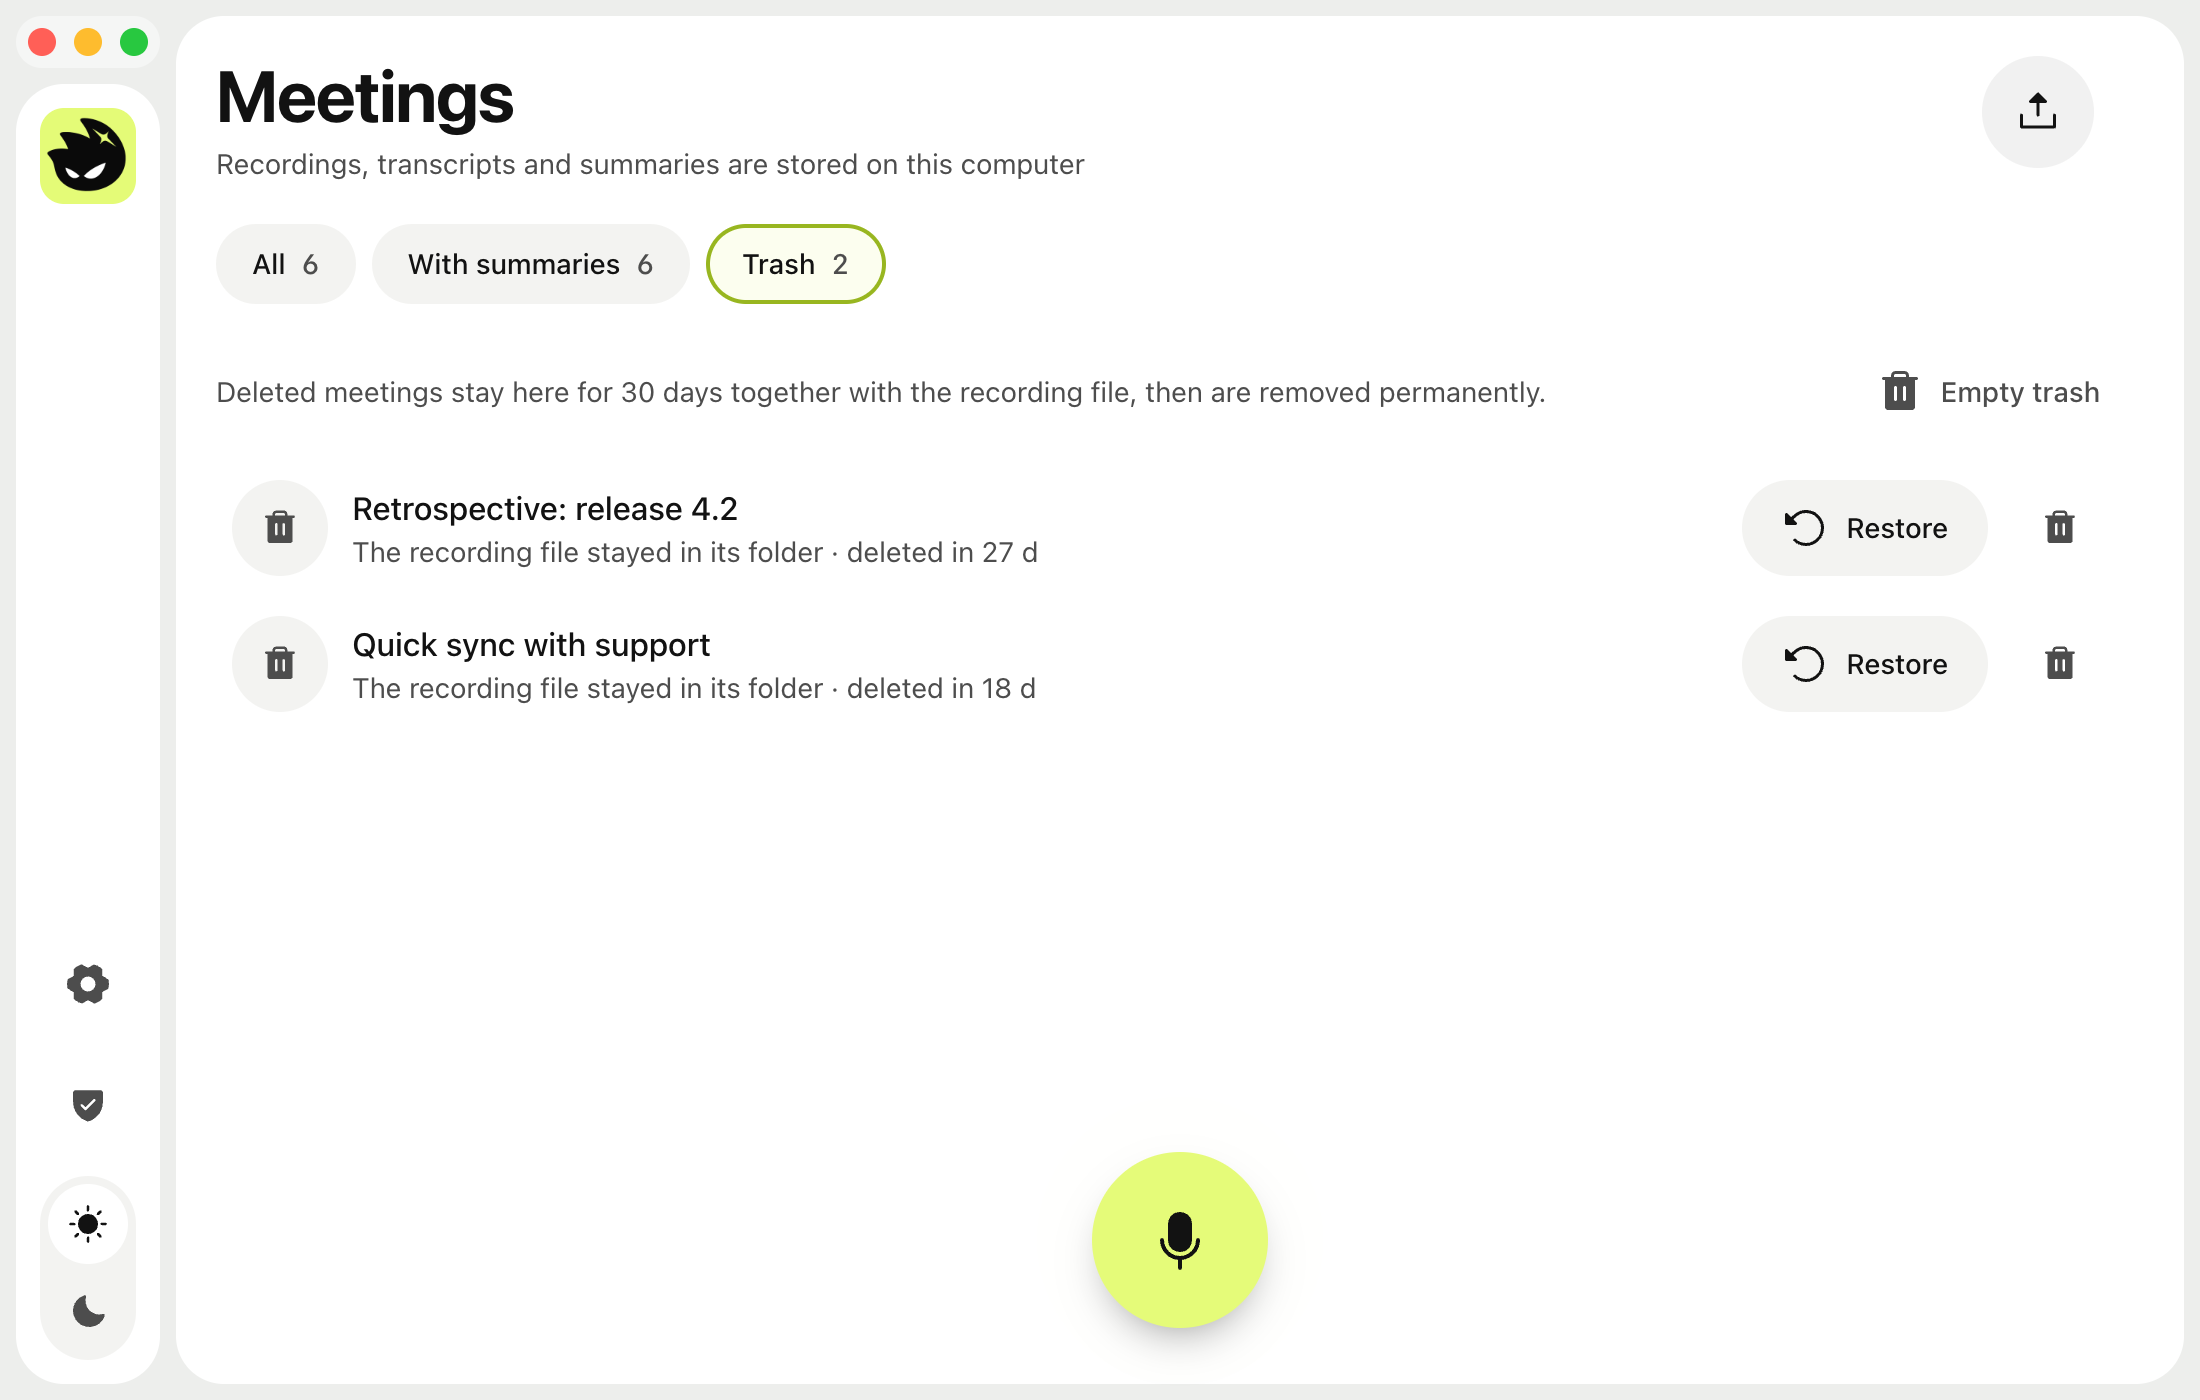 Meetings
Recordings, transcripts and summaries are stored on this computer
All 6
With summaries 6
Trash 2
Deleted meetings stay here for 30 days together with the recording file, then are removed permanently.
Empty trash
Retrospective: release 4.2
The recording file stayed in its folder · deleted in 27 d
Restore
Quick sync with support
The recording file stayed in its folder · deleted in 18 d
Restore